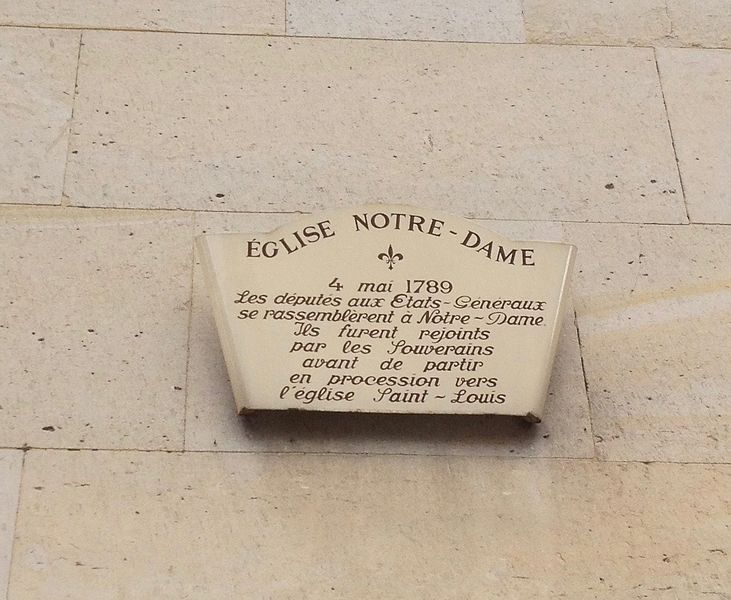 ÉGLISE NOTRE-DAME
4 mai 1789
Les députés aux États-Généraux
se rassemblèrent à Notre-Dame.
Ils furent rejoints
par les Souverains
avant de partir
en procession vers
l'église Saint-Louis